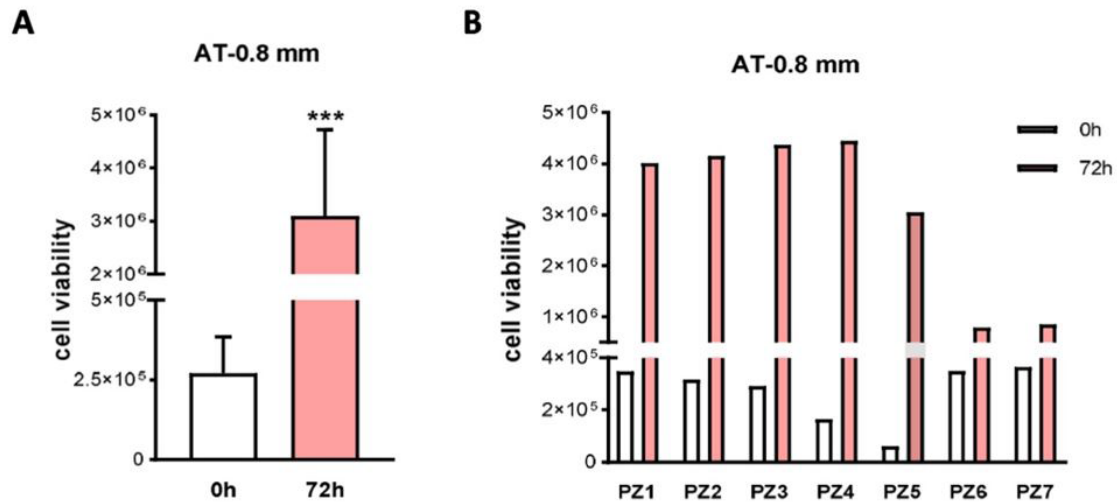 A
AT-0.8 mm
cell viability
5×10⁶
4×10⁶
3×10⁶
2×10⁶
5×10⁵
2.5×10⁵
0
***
0h
72h
B
AT-0.8 mm
cell viability
5×10⁶
4×10⁶
3×10⁶
2×10⁶
1×10⁶
4×10⁵
2×10⁵
0
PZ1 PZ2 PZ3 PZ4 PZ5 PZ6 PZ7
0h
72h